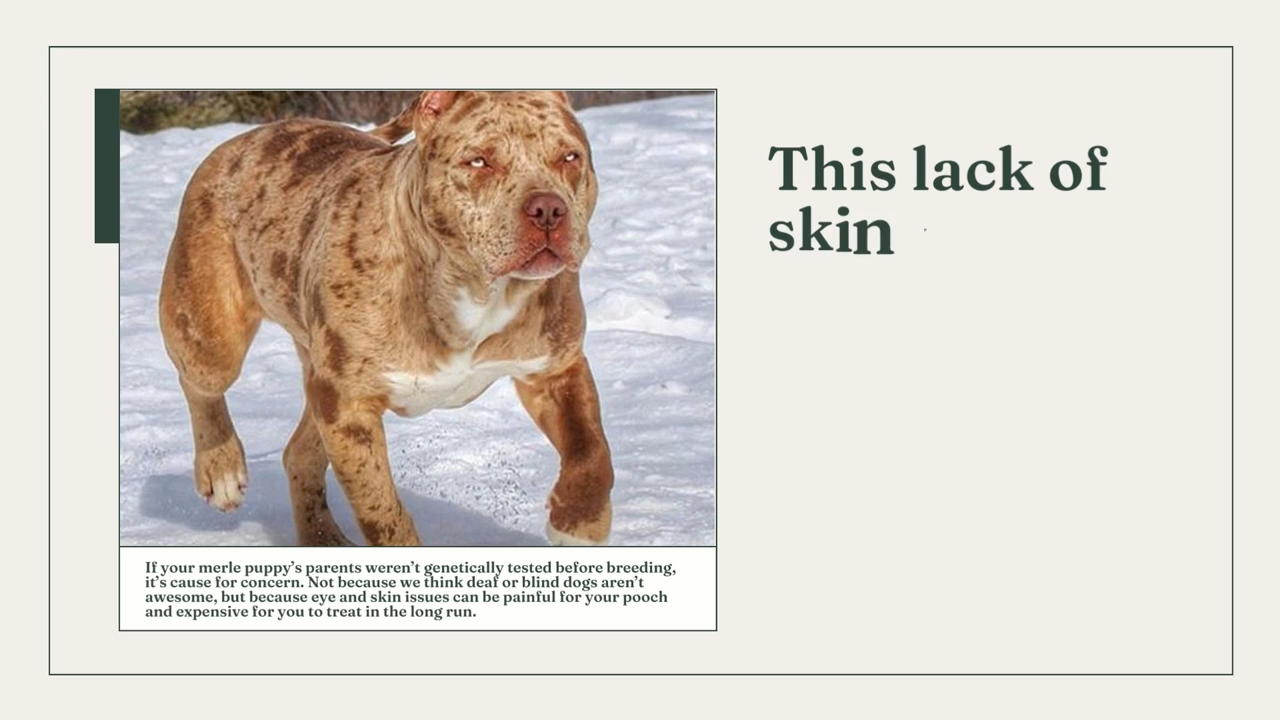 This lack of
skin
If your merle puppy's parents weren't genetically tested before breeding,
it's cause for concern. Not because we think deaf or blind dogs aren't
awesome, but because eye and skin issues can be painful for your pooch
and expensive for you to treat in the long run.